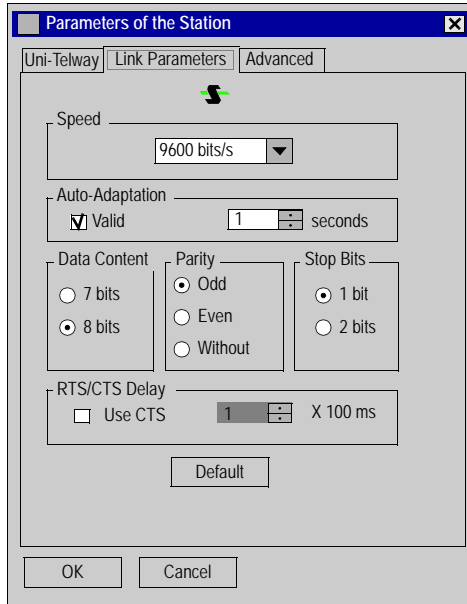 Parameters of the Station
Uni-Telway Link Parameters Advanced
Speed
9600 bits/s
Auto-Adaptation
Valid 1 seconds
Data Content
7 bits
8 bits
Parity
Odd
Even
Without
Stop Bits
1 bit
2 bits
RTS/CTS Delay
Use CTS 1 X 100 ms
Default
OK Cancel